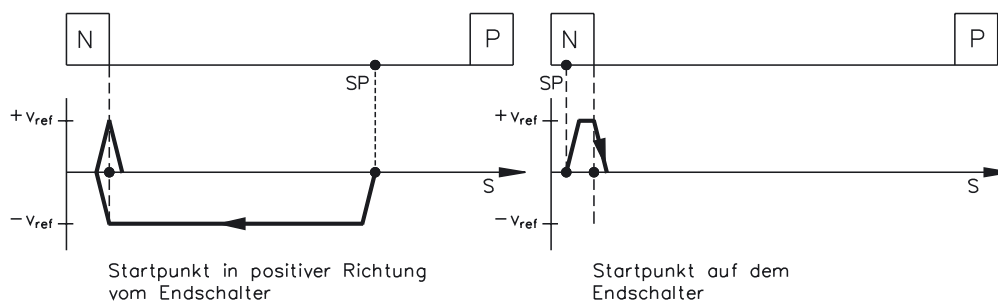 N
P
SP
+vref
S
-vref
Startpunkt in positiver Richtung
vom Endschalter
N
P
SP
+vref
S
-vref
Startpunkt auf dem
Endschalter